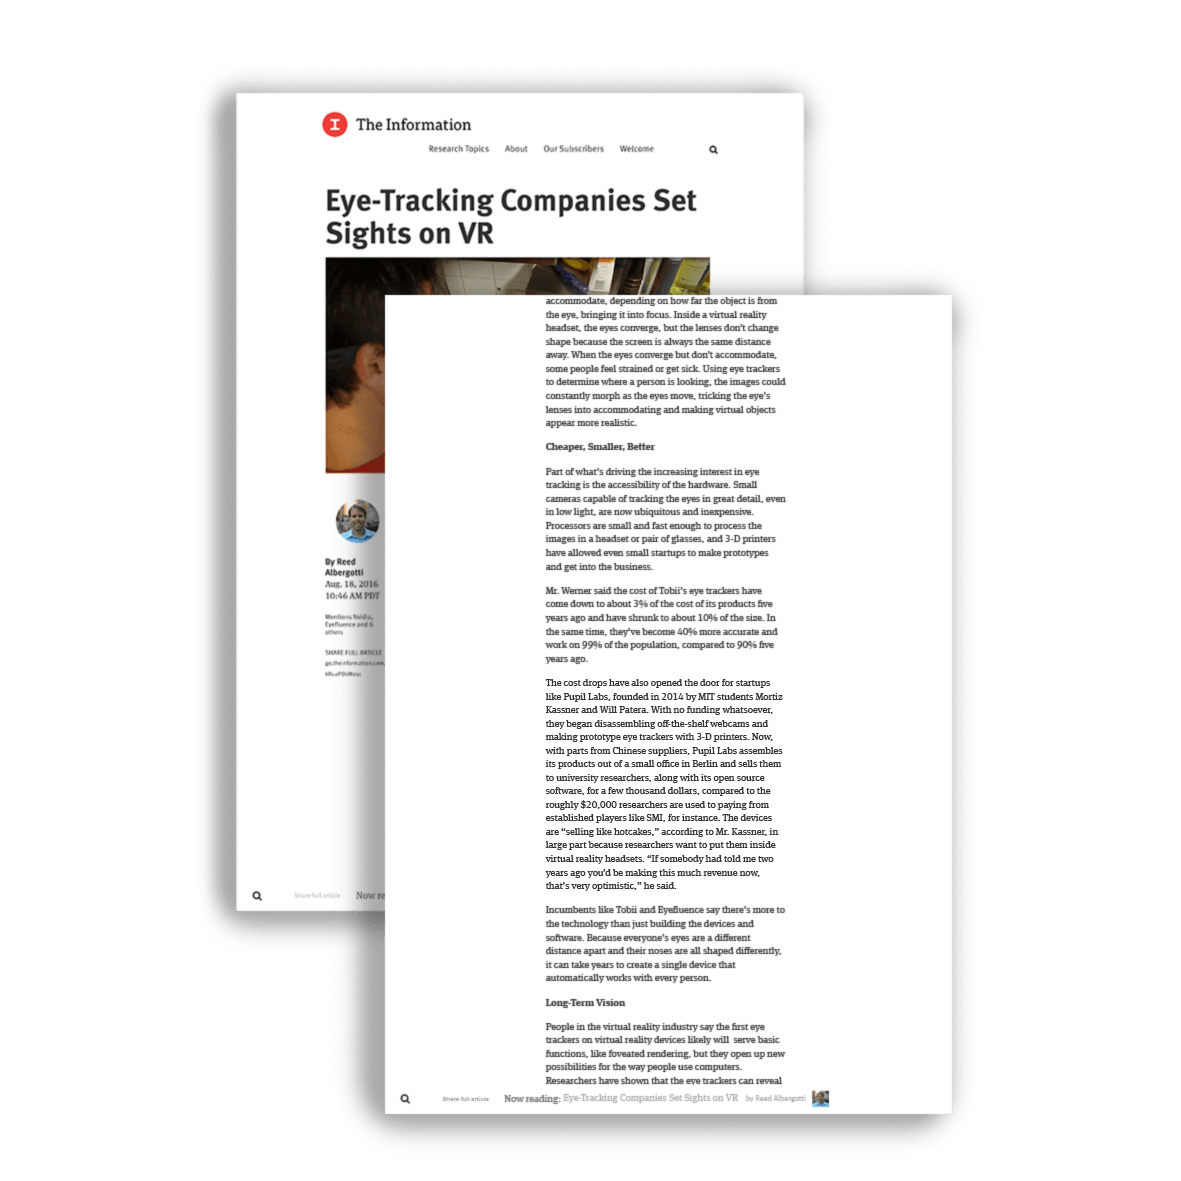 The Information
Research Topics About Our Subscribers Welcome
Eye-Tracking Companies Set
Sights on VR
By Reed
Albergotti
Aug. 18, 2016
10:46 AM PDT
Mentions Nvidia,
Eyefluence and 6
others
SHARE FULL ARTICLE
go.theinformation.com
Share full article Now re
accommodate, depending on how far the object is from
the eye, bringing it into focus. Inside a virtual reality
headset, the eyes converge, but the lenses don't change
shape because the screen is always the same distance
away. When the eyes converge but don't accommodate,
some people feel strained or get sick. Using eye trackers
to determine where a person is looking, the images could
constantly morph as the eyes move, tricking the eye's
lenses into accommodating and making virtual objects
appear more realistic.
Cheaper, Smaller, Better
Part of what's driving the increasing interest in eye
tracking is the accessibility of the hardware. Small
cameras capable of tracking the eyes in great detail, even
in low light, are now ubiquitous and inexpensive.
Processors are small and fast enough to process the
images in a headset or pair of glasses, and 3-D printers
have allowed even small startups to make prototypes
and get into the business.
Mr. Werner said the cost of Tobii's eye trackers have
come down to about 3% of the cost of its products five
years ago and have shrunk to about 10% of the size. In
the same time, they've become 40% more accurate and
work on 99% of the population, compared to 90% five
years ago.
The cost drops have also opened the door for startups
like Pupil Labs, founded in 2014 by MIT students Mortiz
Kassner and Will Patera. With no funding whatsoever,
they began disassembling off-the-shelf webcams and
making prototype eye trackers with 3-D printers. Now,
with parts from Chinese suppliers, Pupil Labs assembles
its products out of a small office in Berlin and sells them
to university researchers, along with its open source
software, for a few thousand dollars, compared to the
roughly $20,000 researchers are used to paying from
established players like SMI, for instance. The devices
are “selling like hotcakes,” according to Mr. Kassner, in
large part because researchers want to put them inside
virtual reality headsets. “If somebody had told me two
years ago you'd be making this much revenue now,
that's very optimistic,” he said.
Incumbents like Tobii and Eyefluence say there's more to
the technology than just building the devices and
software. Because everyone's eyes are a different
distance apart and their noses are all shaped differently,
it can take years to create a single device that
automatically works with every person.
Long-Term Vision
People in the virtual reality industry say the first eye
trackers on virtual reality devices likely will serve basic
functions, like foveated rendering, but they open up new
possibilities for the way people use computers.
Researchers have shown that the eye trackers can reveal
Share full article Now reading: Eye-Tracking Companies Set Sights on VR by Reed Albergotti